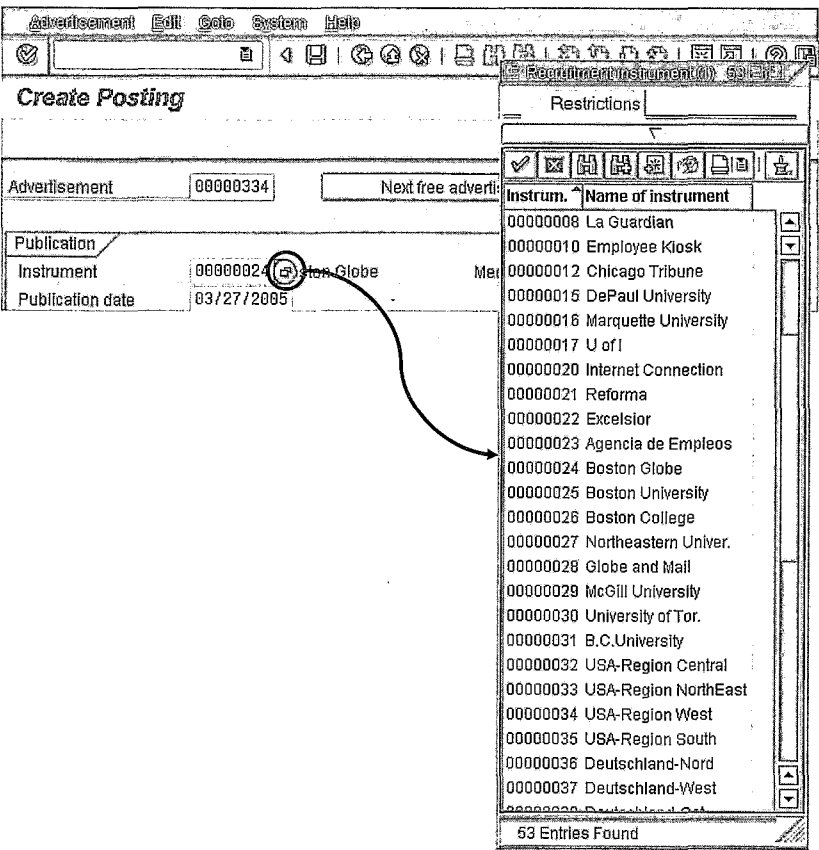 Advertisement Edit Goto System Help
Recruitment instrument (1) 53 Ent
Create Posting
Restrictions
Advertisement 00000334 Next free adverti
Instrum. Name of instrument
00000008 La Guardian
Publication
00000010 Employee Kiosk
Instrument 00000024 ston Globe Me
00000012 Chicago Tribune
Publication date 03/27/2005
00000015 DePaul University
00000016 Marquette University
00000017 U of I
00000020 Internet Connection
00000021 Reforma
00000022 Excelsior
00000023 Agencia de Empleos
00000024 Boston Globe
00000025 Boston University
00000026 Boston College
00000027 Northeastern Univer.
00000028 Globe and Mail
00000029 McGill University
00000030 University of Tor.
00000031 B.C.University
00000032 USA-Region Central
00000033 USA-Region NorthEast
00000034 USA-Region West
00000035 USA-Region South
00000036 Deutschland-Nord
00000037 Deutschland-West
53 Entries Found